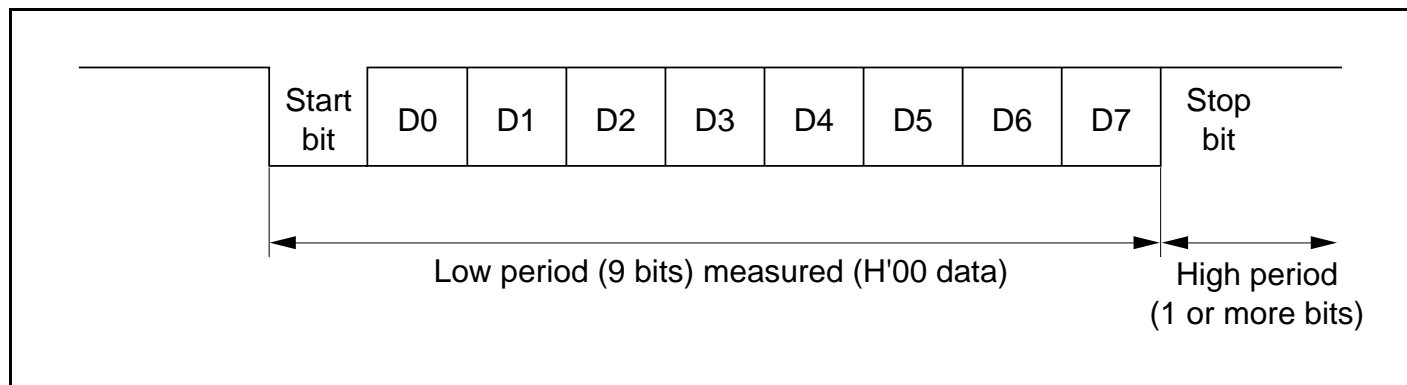 Start
bit
D0
D1
D2
D3
D4
D5
D6
D7
Stop
bit
Low period (9 bits) measured (H'00 data)
High period
(1 or more bits)